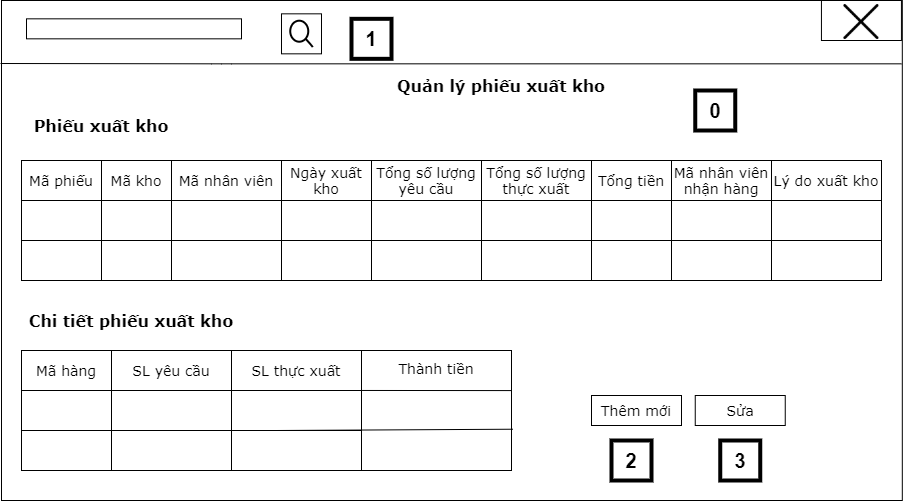 1
Quản lý phiếu xuất kho
0
Phiếu xuất kho
Mã phiếu
Mã kho
Mã nhân viên
Ngày xuất
kho
Tổng số lượng
yêu cầu
Tổng số lượng
thực xuất
Tổng tiền
Mã nhân viên
nhận hàng
Lý do xuất kho
Chi tiết phiếu xuất kho
Mã hàng
SL yêu cầu
SL thực xuất
Thành tiền
Thêm mới
Sửa
2
3